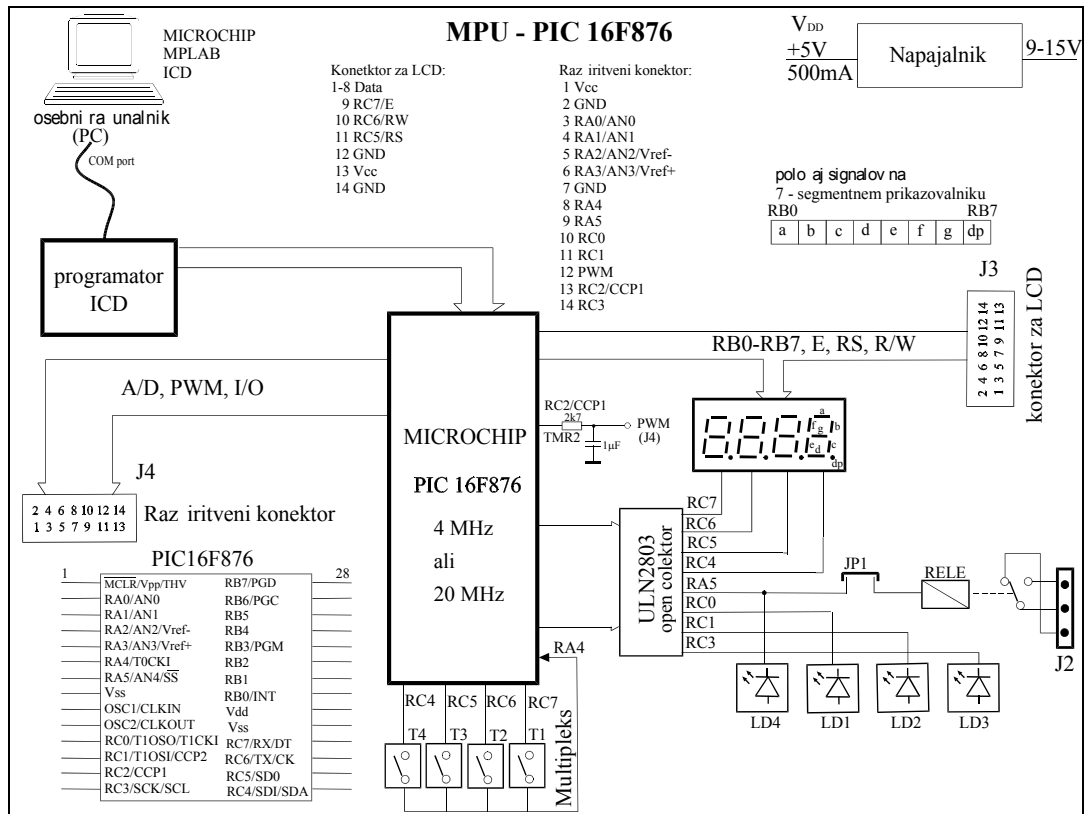 MPU - PIC 16F876
MICROCHIP
MPLAB
ICD
osebni ra unalnik
(PC)
COM port
programator
ICD
Konetktor za LCD:
1-8 Data
9 RC7/E
10 RC6/RW
11 RC5/RS
12 GND
13 Vcc
14 GND
Raz iritveni konektor:
1 Vcc
2 GND
3 RA0/AN0
4 RA1/AN1
5 RA2/AN2/Vref-
6 RA3/AN3/Vref+
7 GND
8 RA4
9 RA5
10 RC0
11 RC1
12 PWM
13 RC2/CCP1
14 RC3
VDD
+5V
500mA
Napajalnik
9-15V
polo aj signalov na
7 - segmentnem prikazovalniku
RB0 RB7
a b c d e f g dp
J3
2 4 6 8 10 12 14
1 3 5 7 9 11 13
konektor za LCD
RB0-RB7, E, RS, R/W
A/D, PWM, I/O
J4
2 4 6 8 10 12 14
1 3 5 7 9 11 13
Raz iritveni konektor
MICROCHIP
PIC 16F876
4 MHz
ali
20 MHz
RC2/CCP1
2k7
TMR2
1µF
PWM
(J4)
a
f b
g
e c
d
dp
ULN2803
open colektor
RC7
RC6
RC5
RC4
RA5
RC0
RC1
RC3
JP1
RELE
J2
LD4 LD1 LD2 LD3
RA4
RC4 RC5 RC6 RC7
T4 T3 T2 T1
Multipleks
PIC16F876
1 28
MCLR/Vpp/THV RB7/PGD
RA0/AN0 RB6/PGC
RA1/AN1 RB5
RA2/AN2/Vref- RB4
RA3/AN3/Vref+ RB3/PGM
RA4/T0CKI RB2
RA5/AN4/SS RB1
Vss RB0/INT
OSC1/CLKIN Vdd
OSC2/CLKOUT Vss
RC0/T1OSO/T1CKI RC7/RX/DT
RC1/T1OSI/CCP2 RC6/TX/CK
RC2/CCP1 RC5/SD0
RC3/SCK/SCL RC4/SDI/SDA